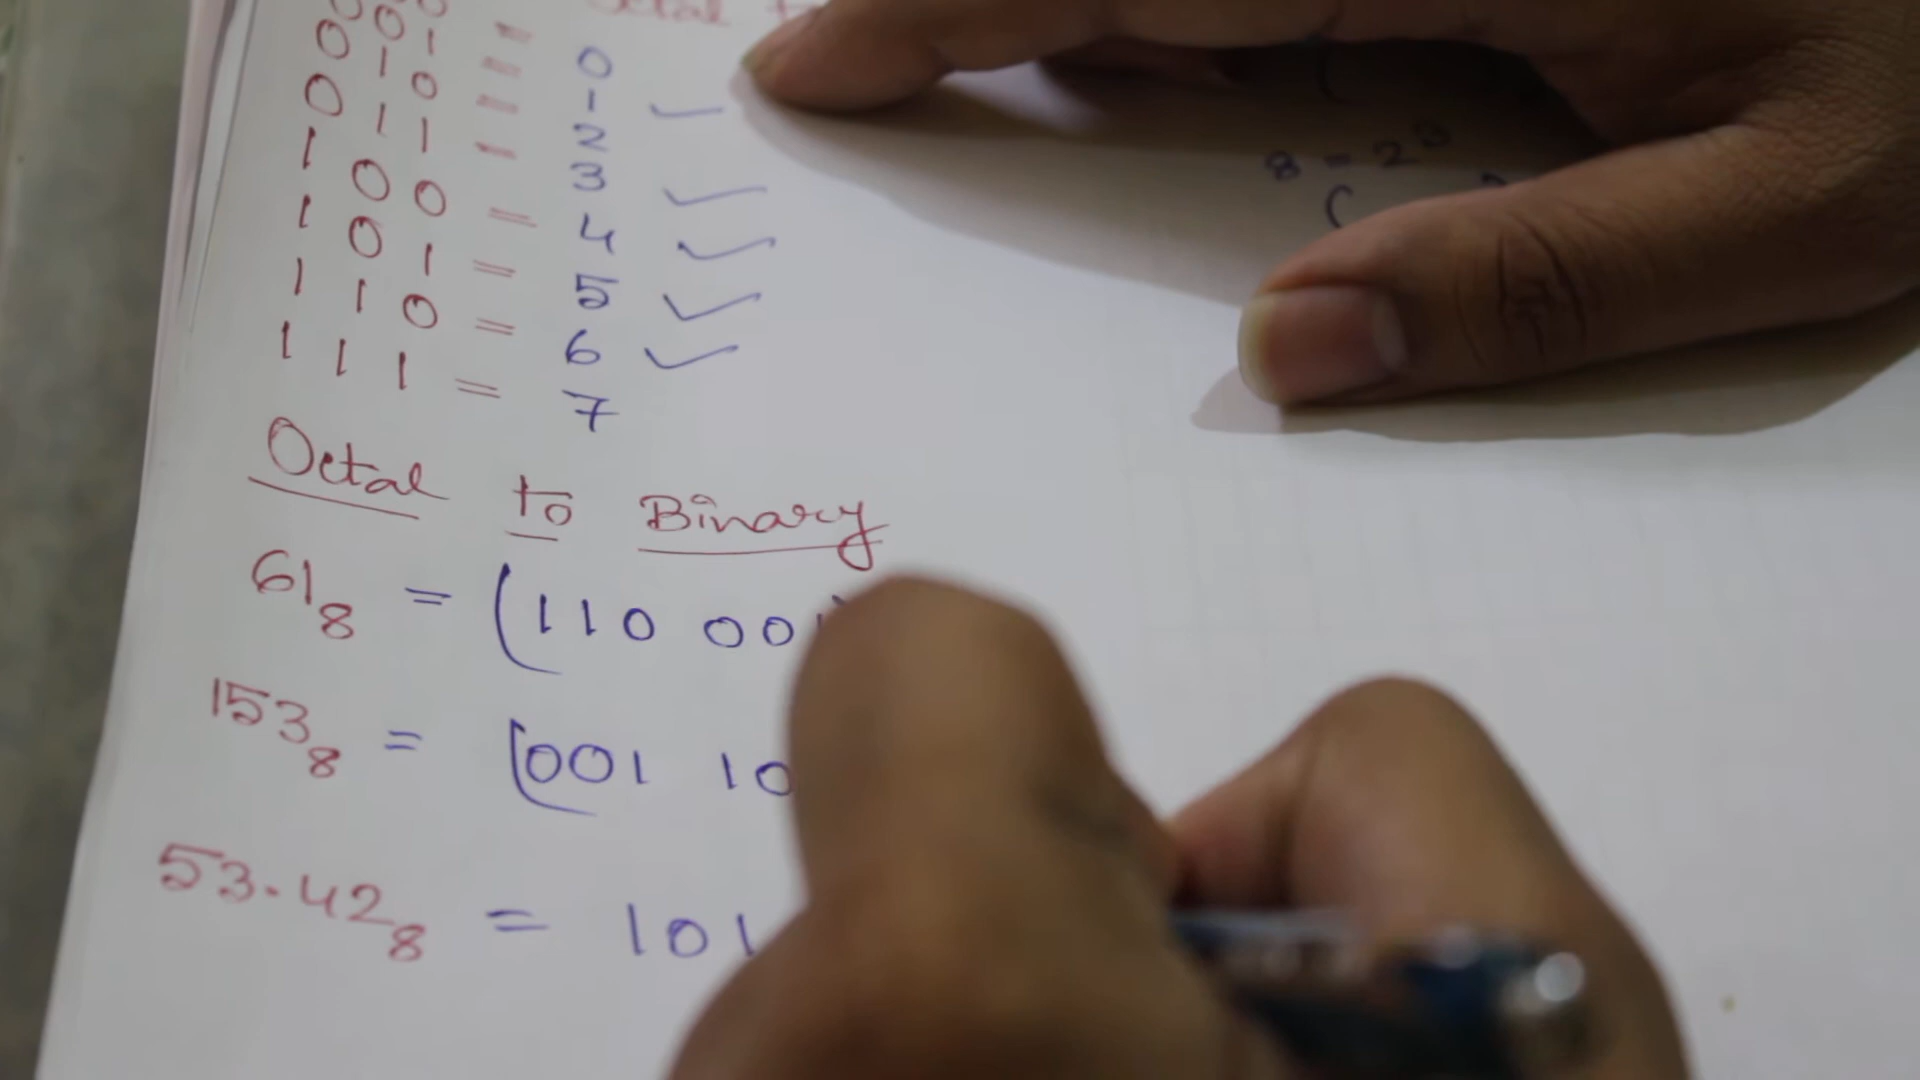 0 0 1 = 1 ✓
0 1 0 = 2
0 1 1 = 3 ✓
1 0 0 = 4 ✓
1 0 1 = 5 ✓
1 1 0 = 6 ✓
1 1 1 = 7
8 = 2³
Octal to Binary
61₈ = (110 00
153₈ = (001 10
53.42₈ = 101